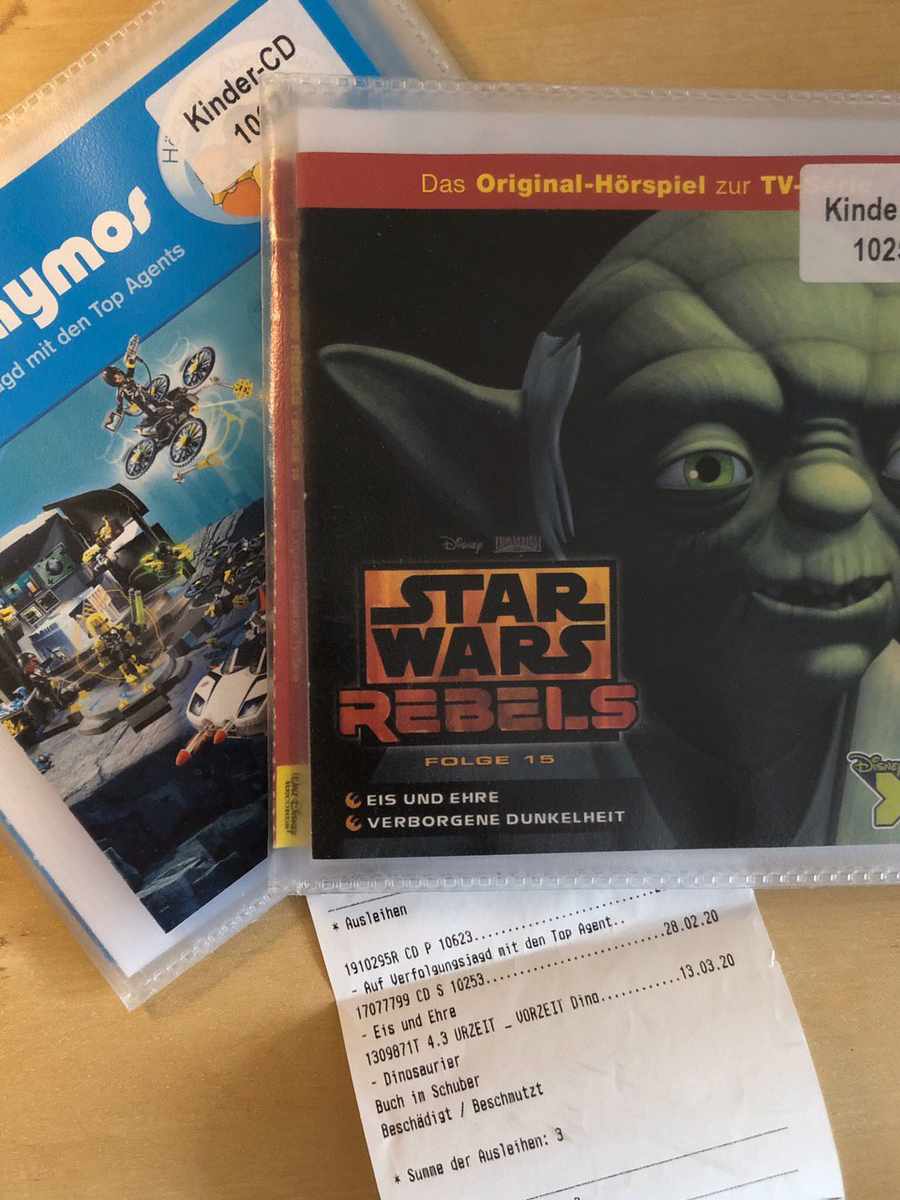 Kinder-CD
ymos
agd mit den Top Agents
Das Original-Hörspiel zur TV-Serie
Kinde
1025
Disney
STAR
WARS
REBELS
FOLGE 15
EIS UND EHRE
VERBORGENE DUNKELHEIT
Disney
* Ausleihen
1910295R CD P 10623
- Auf Verfolgungsjagd mit den Top Agent..
17077799 CD S 10253..............................28.02.20
- Eis und Ehre
1309871T 4.3 URZEIT _ VORZEIT Dino............13.03.20
- Dinosaurier
Buch im Schuber
Beschädigt / Beschmutzt
* Summe der Ausleihen: 3